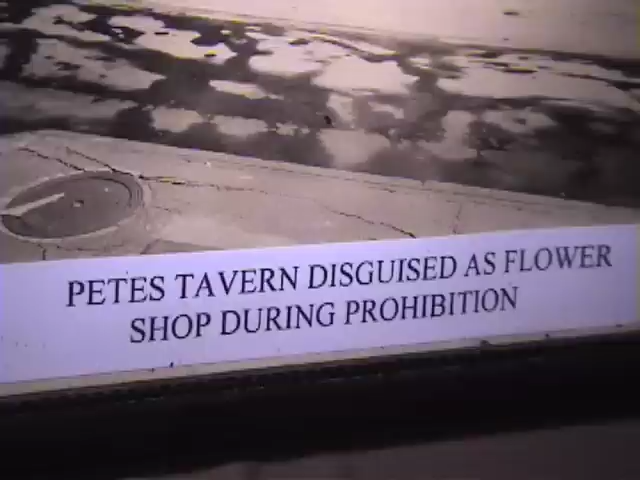 PETES TAVERN DISGUISED AS FLOWER
SHOP DURING PROHIBITION